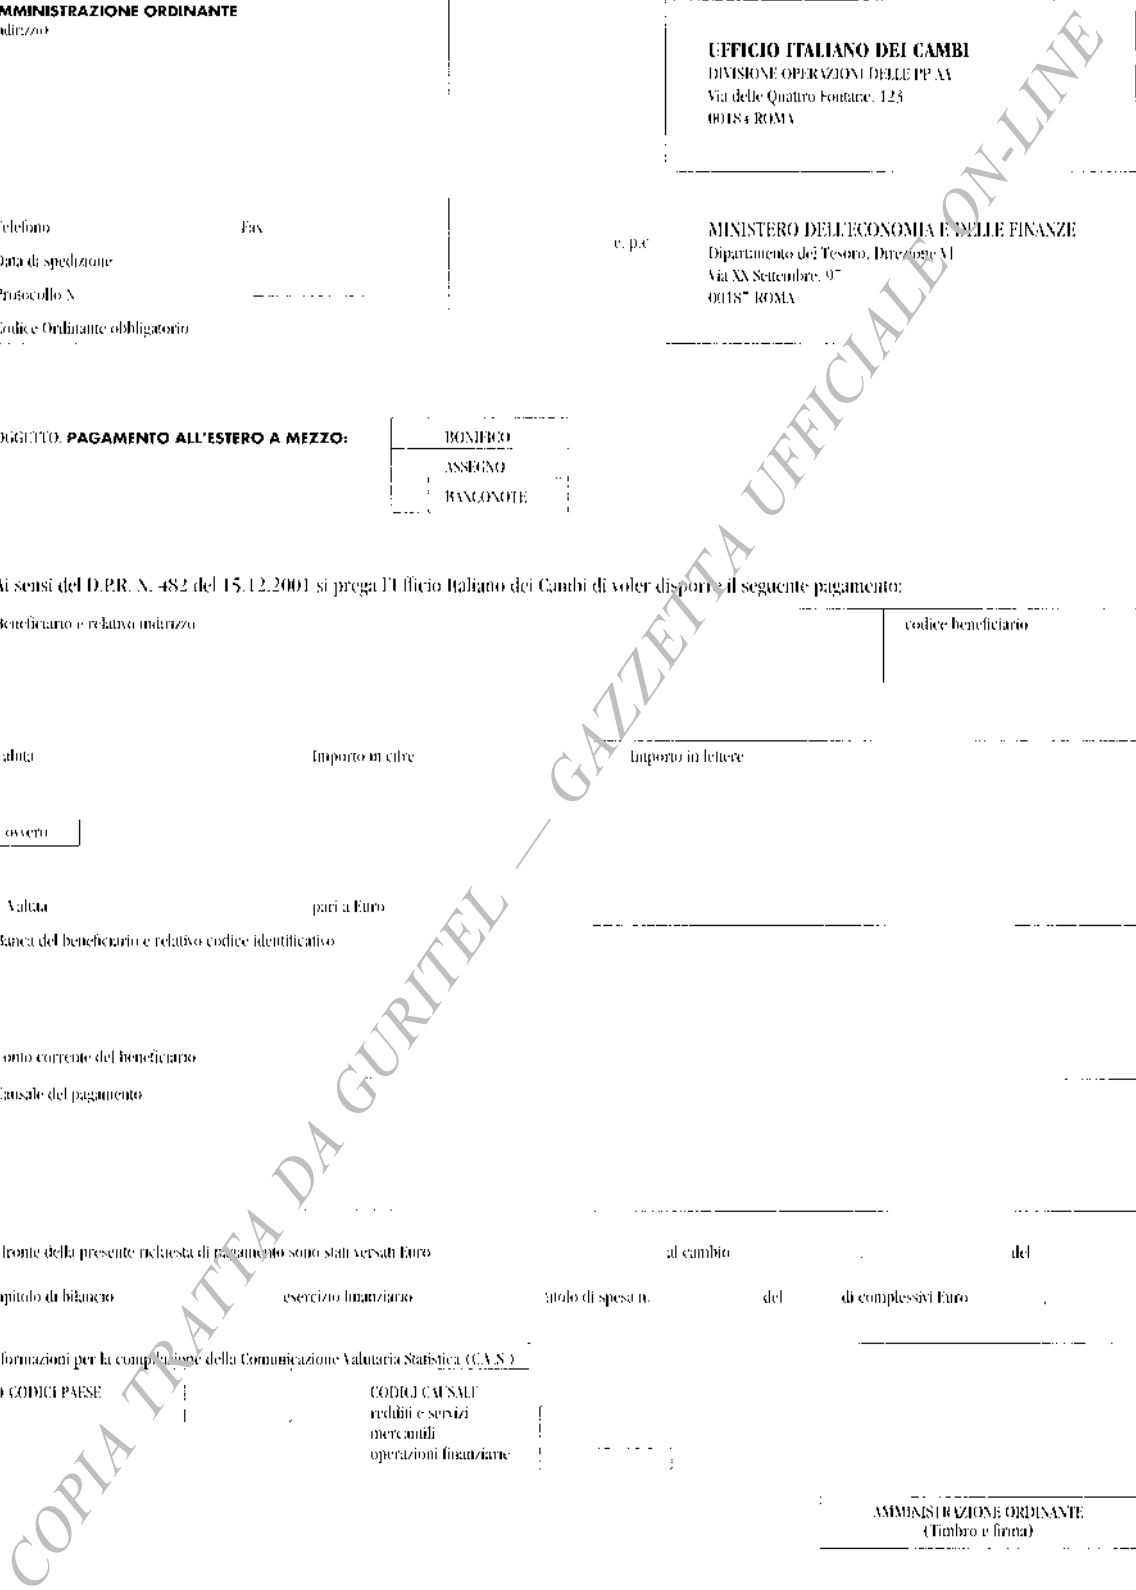 MMINISTRAZIONE ORDINANTE
ndirizzo)
UFFICIO ITALIANO DEI CAMBI
DIVISIONE OPERAZIONI DELLE PP.AA
Via delle Quattro Fontane, 123
00184 ROMA
Telefono Fax
Data di spedizione
Protocollo N
Codice Ordinante obbligatorio
e, p.c
MINISTERO DELL'ECONOMIA E DELLE FINANZE
Dipartimento del Tesoro, Direzione VI
Via XX Settembre, 97
00187 ROMA
OGGETTO: PAGAMENTO ALL'ESTERO A MEZZO:
BONIFICO
ASSEGNO
BANCONOTE
Ai sensi del D.P.R. N. 482 del 15.12.2001 si prega l'Ufficio Italiano dei Cambi di voler disporre il seguente pagamento:
Beneficiario e relativo indirizzo codice beneficiario
aluta Importo in cifre Importo in lettere
ovvero
Valuta pari a Euro
Banca del beneficiario e relativo codice identificativo
onto corrente del beneficiario
Causale del pagamento
fronte della presente richiesta di pagamento sono stati versati Euro al cambio , del
apitolo di bilancio esercizio finanziario titolo di spesa n. del di complessivi Euro ,
formazioni per la compilazione della Comunicazione Valutaria Statistica (C.V.S.)
) CODICI PAESE
CODICI CAUSALE
redditi e servizi
mercantili
operazioni finanziarie
AMMINISTRAZIONE ORDINANTE
(Timbro e firma)
COPIA TRATTA DA GURITEL — GAZZETTA UFFICIALE ON-LINE